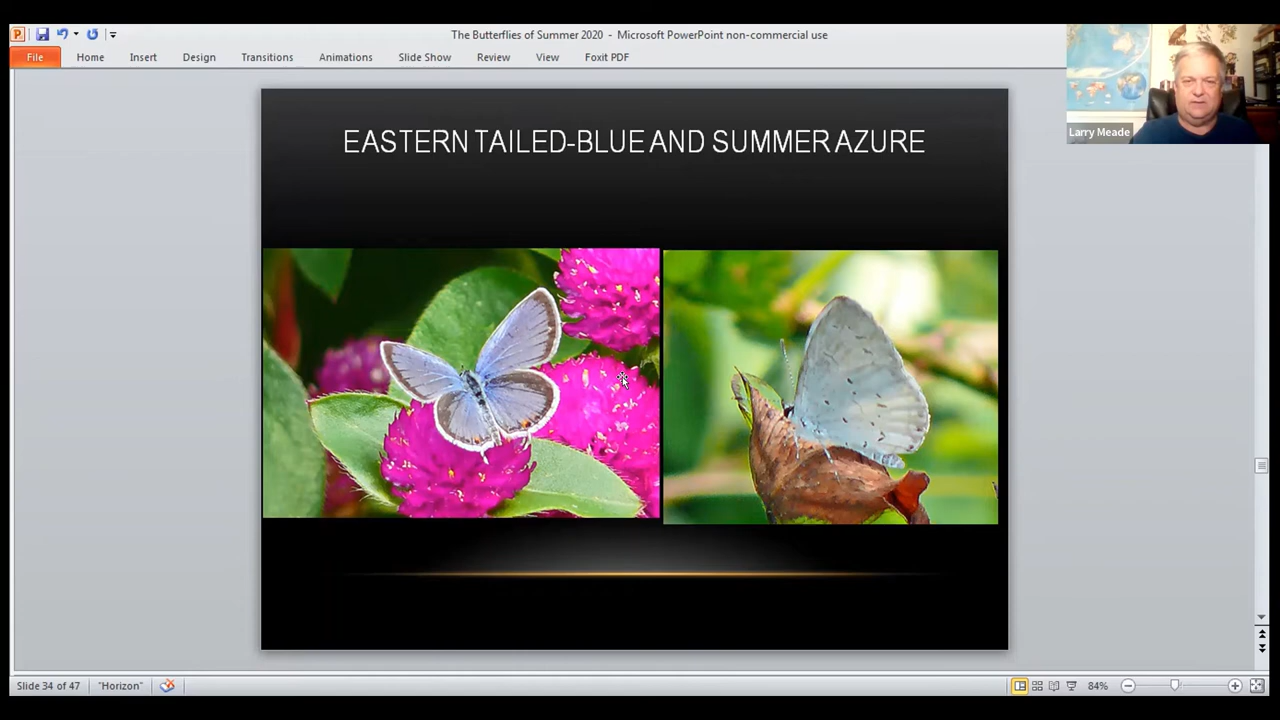 The Butterflies of Summer 2020 - Microsoft PowerPoint non-commercial use
File Home Insert Design Transitions Animations Slide Show Review View Foxit PDF
Larry Meade
EASTERN TAILED-BLUE AND SUMMER AZURE
Slide 34 of 47 "Horizon" 84%